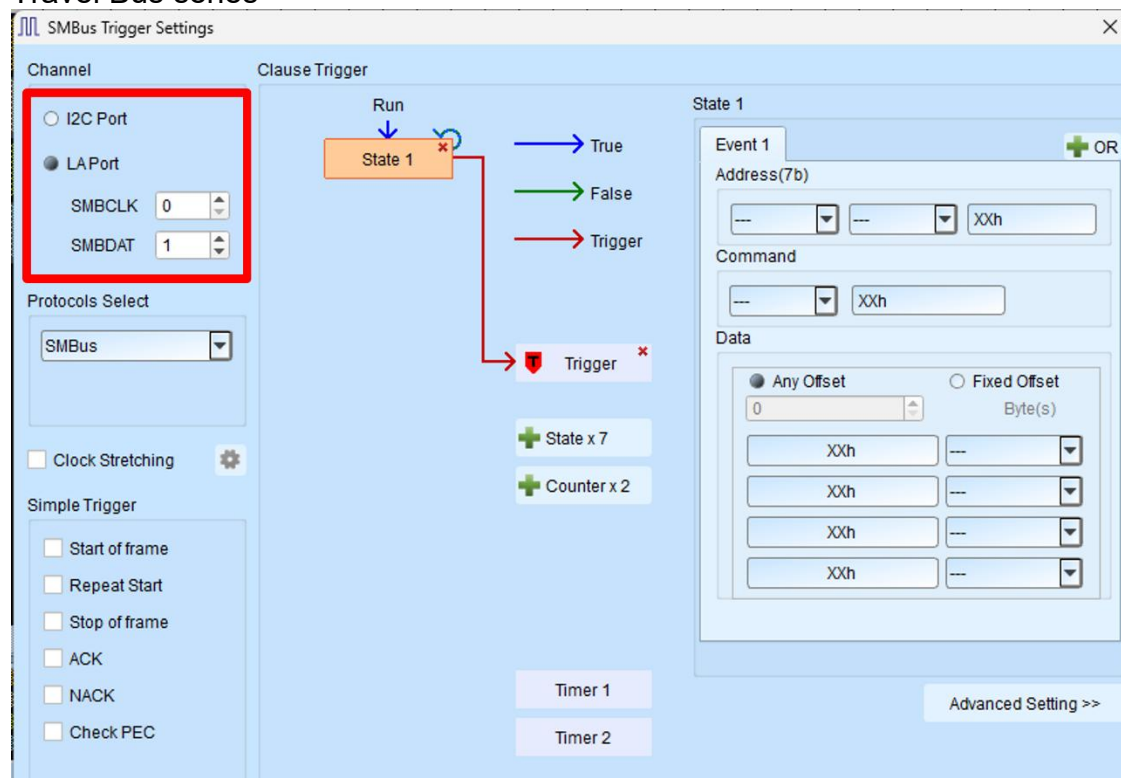 Travel Bus series
SMBus Trigger Settings
Channel
I2C Port
LA Port
SMBCLK 0
SMBDAT 1
Protocols Select
SMBus
Clock Stretching
Simple Trigger
Start of frame
Repeat Start
Stop of frame
ACK
NACK
Check PEC
Clause Trigger
Run
State 1
True
False
Trigger
T Trigger
State x 7
Counter x 2
Timer 1
Timer 2
State 1
Event 1
OR
Address(7b)
--- --- XXh
Command
--- XXh
Data
Any Offset Fixed Offset
0 Byte(s)
XXh ---
XXh ---
XXh ---
XXh ---
Advanced Setting >>